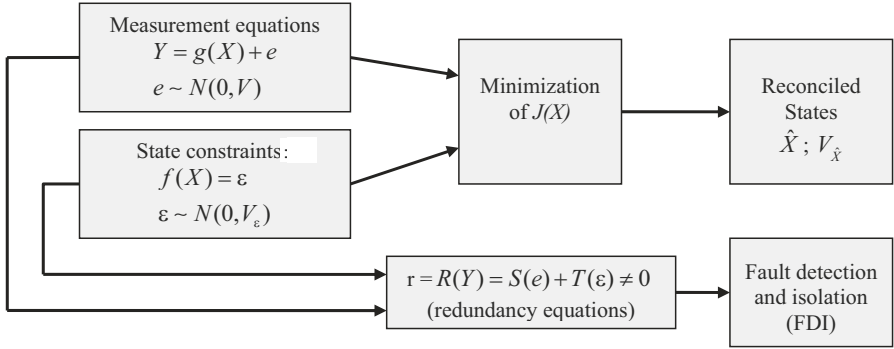 Measurement equations
Y = g(X) + e
e ~ N(0,V)
State constraints:
f(X) = ε
ε ~ N(0,V_ε)
Minimization
of J(X)
Reconciled
States
X̂ ; V_X̂
r = R(Y) = S(e) + T(ε) ≠ 0
(redundancy equations)
Fault detection
and isolation
(FDI)